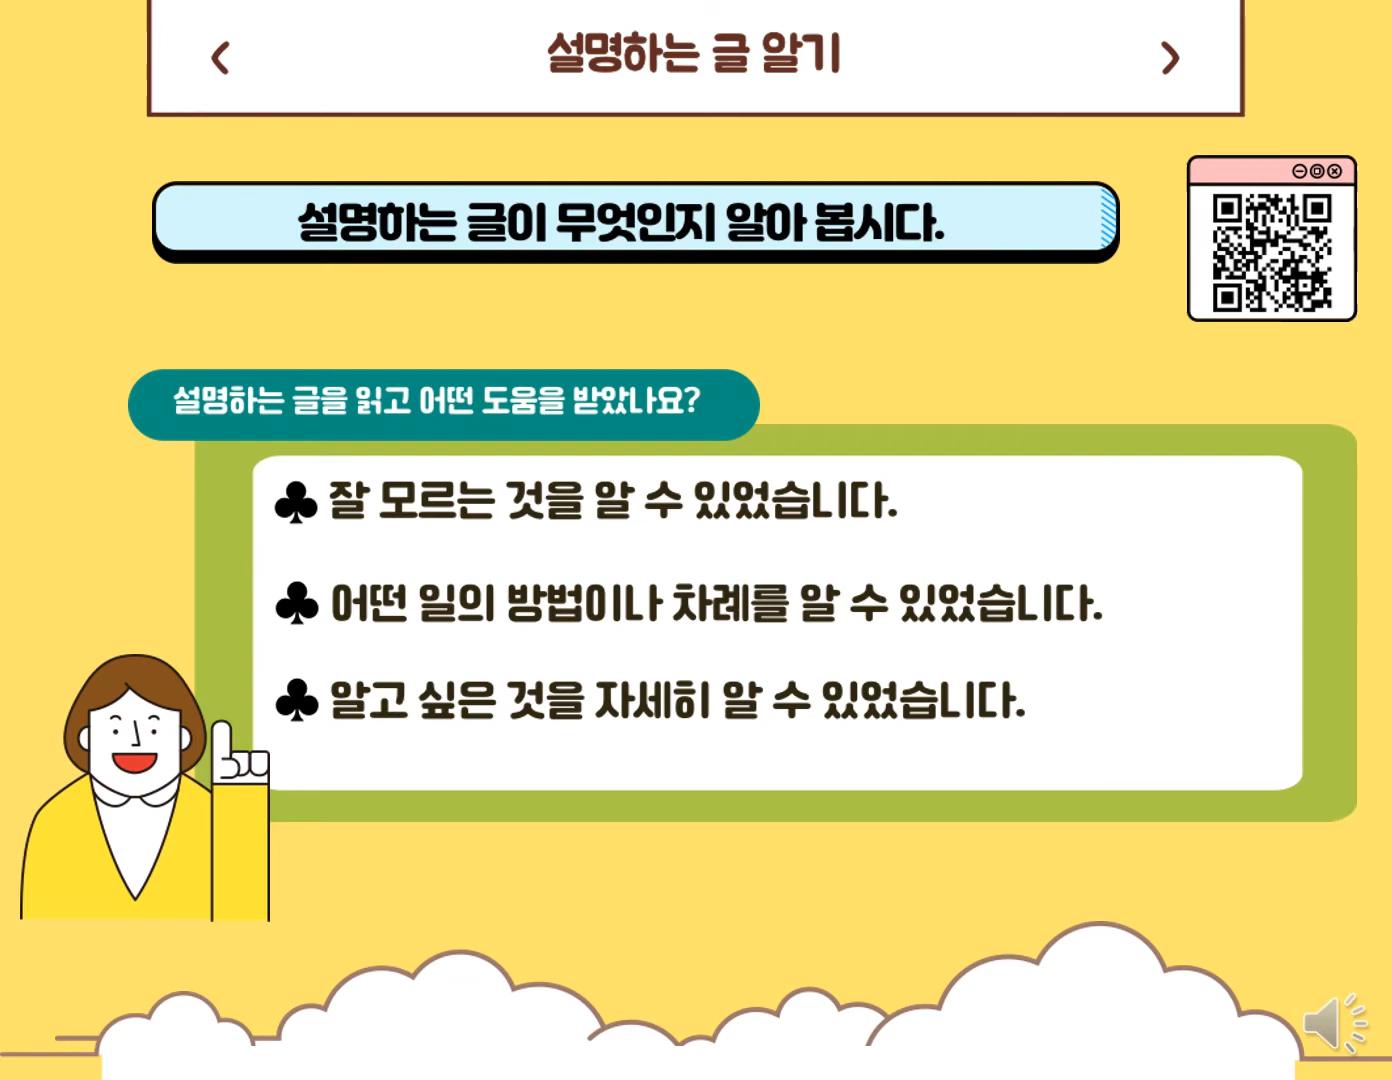 설명하는 글 알기
설명하는 글이 무엇인지 알아 봅시다.
설명하는 글을 읽고 어떤 도움을 받았나요?
♣ 잘 모르는 것을 알 수 있었습니다.
♣ 어떤 일의 방법이나 차례를 알 수 있었습니다.
♣ 알고 싶은 것을 자세히 알 수 있었습니다.